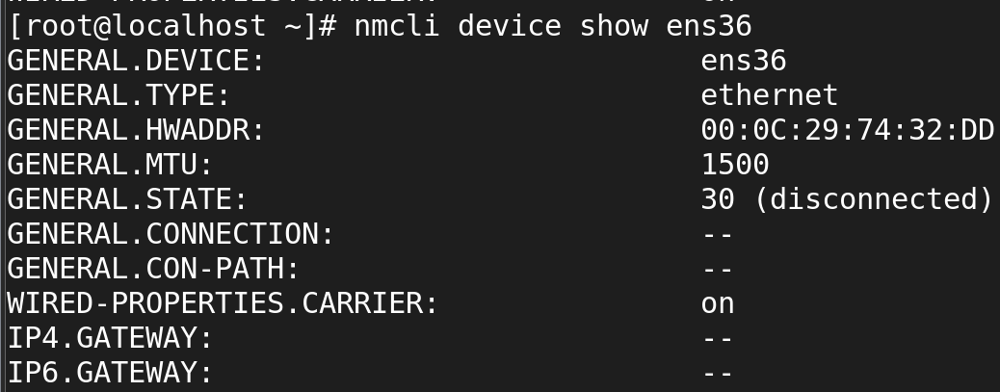 [root@localhost ~]# nmcli device show ens36
GENERAL.DEVICE: ens36
GENERAL.TYPE: ethernet
GENERAL.HWADDR: 00:0C:29:74:32:DD
GENERAL.MTU: 1500
GENERAL.STATE: 30 (disconnected)
GENERAL.CONNECTION: --
GENERAL.CON-PATH: --
WIRED-PROPERTIES.CARRIER: on
IP4.GATEWAY: --
IP6.GATEWAY: --